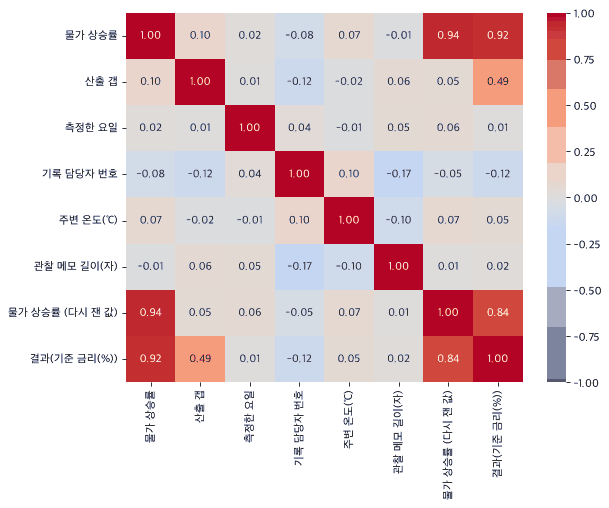 물가 상승률 1.00 0.10 0.02 -0.08 0.07 -0.01 0.94 0.92
산출 갭 0.10 1.00 0.01 -0.12 -0.02 0.06 0.05 0.49
측정한 요일 0.02 0.01 1.00 0.04 -0.01 0.05 0.06 0.01
기록 담당자 번호 -0.08 -0.12 0.04 1.00 0.10 -0.17 -0.05 -0.12
주변 온도(℃) 0.07 -0.02 -0.01 0.10 1.00 -0.10 0.07 0.05
관찰 메모 길이(자) -0.01 0.06 0.05 -0.17 -0.10 1.00 0.01 0.02
물가 상승률 (다시 잰 값) 0.94 0.05 0.06 -0.05 0.07 0.01 1.00 0.84
결과(기준 금리(%)) 0.92 0.49 0.01 -0.12 0.05 0.02 0.84 1.00
물가 상승률
산출 갭
측정한 요일
기록 담당자 번호
주변 온도(℃)
관찰 메모 길이(자)
물가 상승률 (다시 잰 값)
결과(기준 금리(%))
1.00
0.75
0.50
0.25
0.00
-0.25
-0.50
-0.75
-1.00